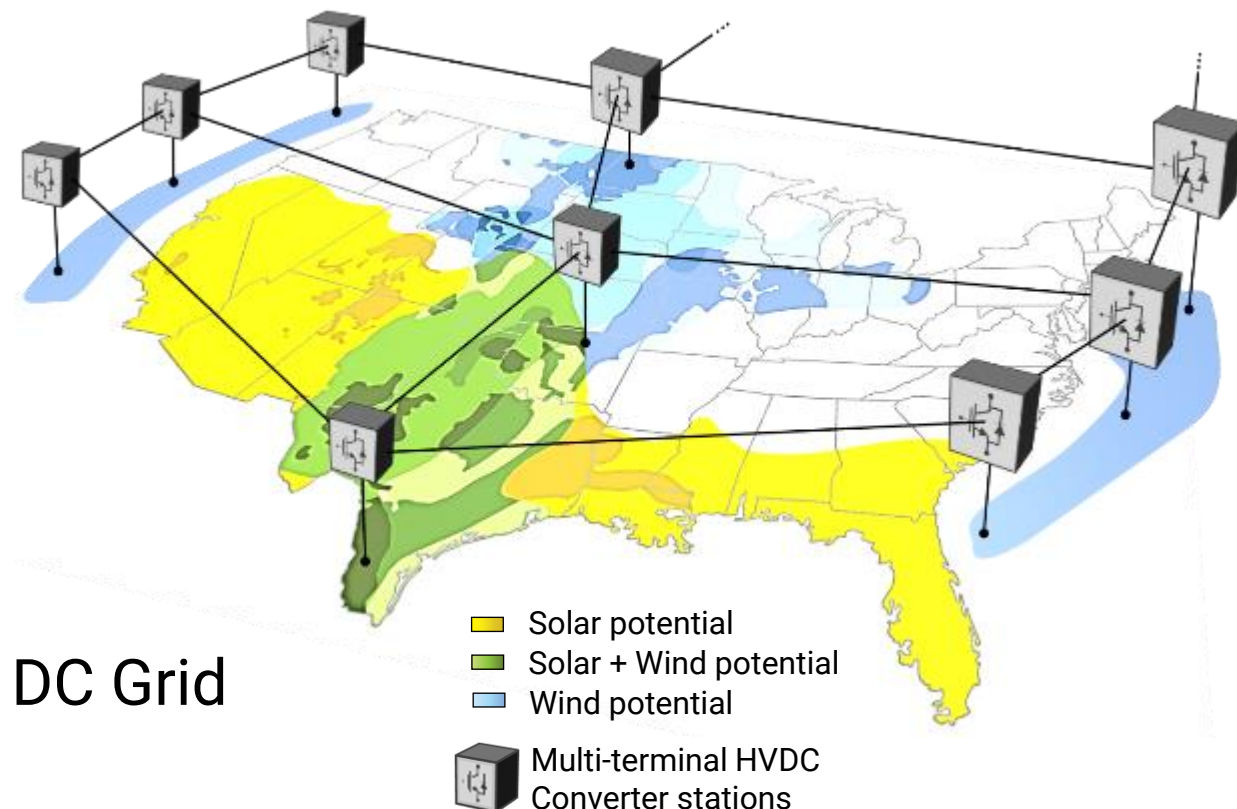 DC Grid
Solar potential
Solar + Wind potential
Wind potential
Multi-terminal HVDC
Converter stations